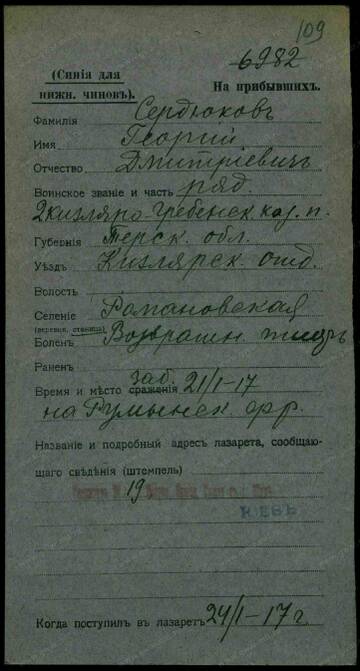 109
6982
(Синія для
нижн. чиновъ).
На прибывшихъ.
Фамилія Сердюковъ
Имя Георгій
Отчество Дмитріевичъ
Воинское званіе и часть ряд.
2 Кизляро-Гребенск. каз. п.
Губернія Терск. обл.
Уѣздъ Кизлярск. отд.
Волость
Селеніе Романовская
(деревня, станица)
Боленъ Возвратн. тифъ
Раненъ
заб.
Время и мѣсто сраженія 21/I-17
на Румынск. фр.
Названіе и подробный адресъ лазарета, сообщаю-
щаго свѣдѣнія (штемпель)
19
КІЕВЪ
Когда поступилъ въ лазаретъ 24/I-17 г.